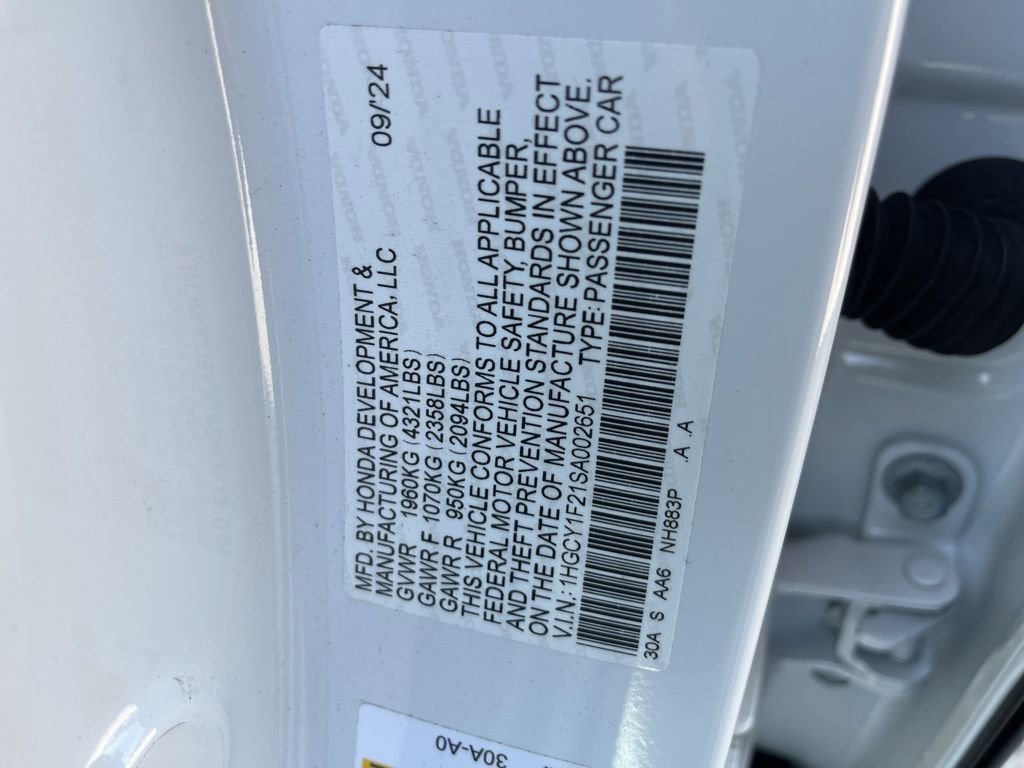 MFD. BY HONDA DEVELOPMENT &
MANUFACTURING OF AMERICA, LLC 09/'24
GVWR 1960KG (4321LBS)
GAWR F 1070KG (2358LBS)
GAWR R 950KG (2094LBS)
THIS VEHICLE CONFORMS TO ALL APPLICABLE
FEDERAL MOTOR VEHICLE SAFETY, BUMPER,
AND THEFT PREVENTION STANDARDS IN EFFECT
ON THE DATE OF MANUFACTURE SHOWN ABOVE.
V.I.N.: 1HGCY1F21SA002651 TYPE: PASSENGER CAR
30A S AA6 NH883P .A .A
30A-A0